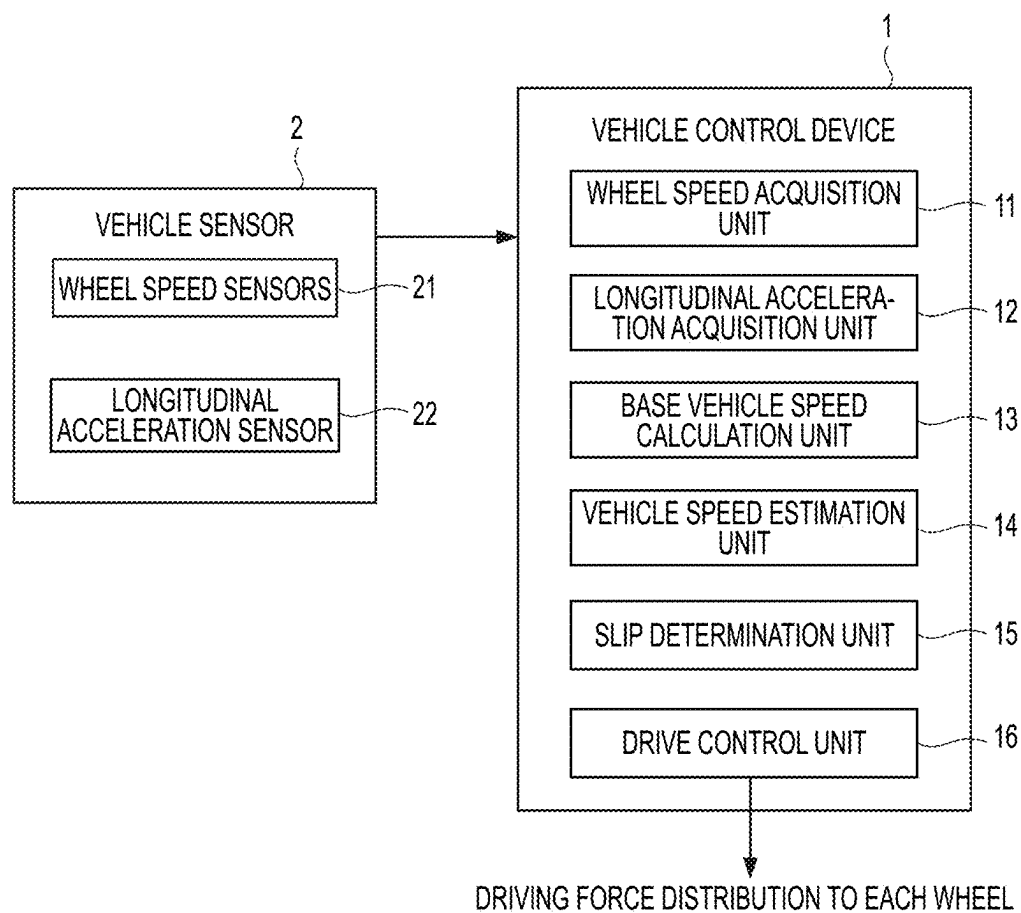 1
VEHICLE CONTROL DEVICE
WHEEL SPEED ACQUISITION
UNIT
11
LONGITUDINAL ACCELERA-
TION ACQUISITION UNIT
12
BASE VEHICLE SPEED
CALCULATION UNIT
13
VEHICLE SPEED ESTIMATION
UNIT
14
SLIP DETERMINATION UNIT
15
DRIVE CONTROL UNIT
16
2
VEHICLE SENSOR
WHEEL SPEED SENSORS
21
LONGITUDINAL
ACCELERATION SENSOR
22
DRIVING FORCE DISTRIBUTION TO EACH WHEEL